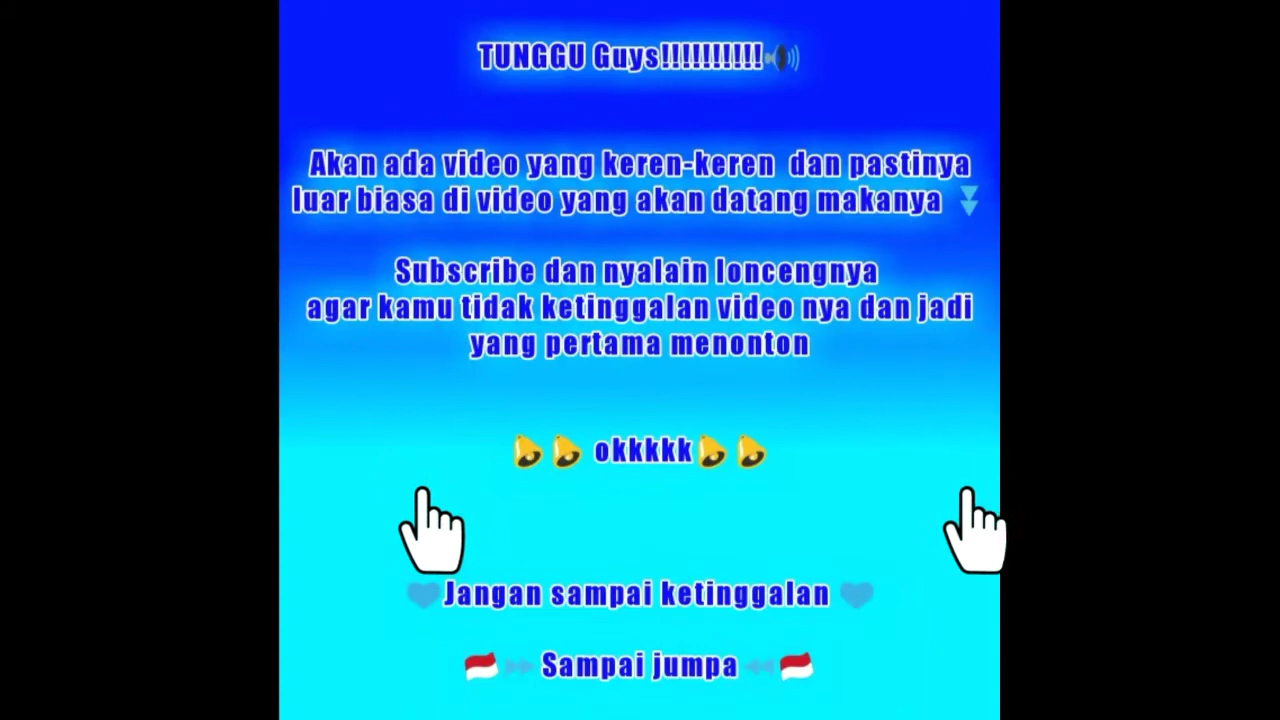 TUNGGU Guys!!!!!!!!!!
Akan ada video yang keren-keren dan pastinya
luar biasa di video yang akan datang makanya
Subscribe dan nyalain loncengnya
agar kamu tidak ketinggalan video nya dan jadi
yang pertama menonton
okkkkk
Jangan sampai ketinggalan
Sampai jumpa